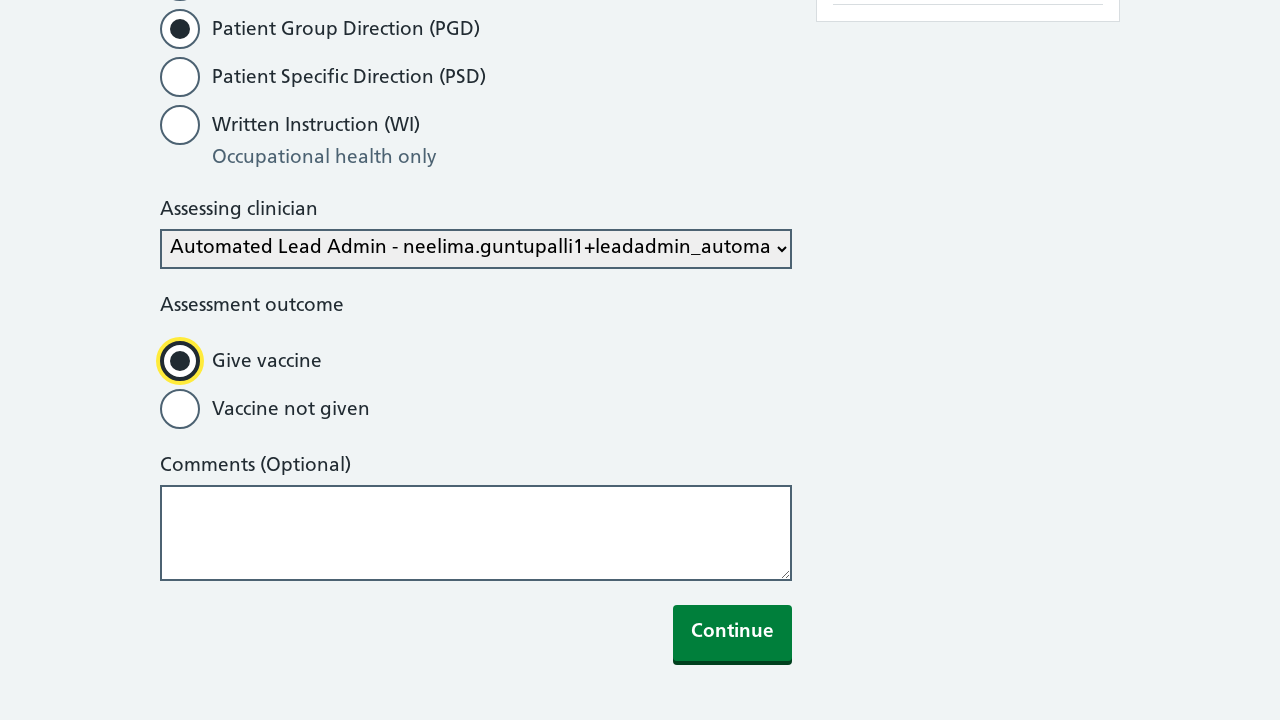 Patient Group Direction (PGD)
Patient Specific Direction (PSD)
Written Instruction (WI)
Occupational health only
Assessing clinician
Automated Lead Admin - neelima.guntupalli1+leadadmin_automa
Assessment outcome
Give vaccine
Vaccine not given
Comments (Optional)
Continue